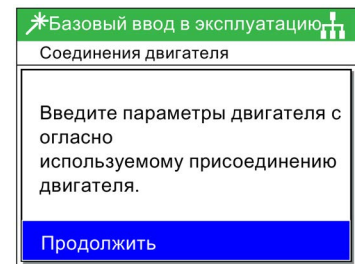 Базовый ввод в эксплуатацию
Соединения двигателя
Введите параметры двигателя с
огласно
используемому присоединению
двигателя.
Продолжить